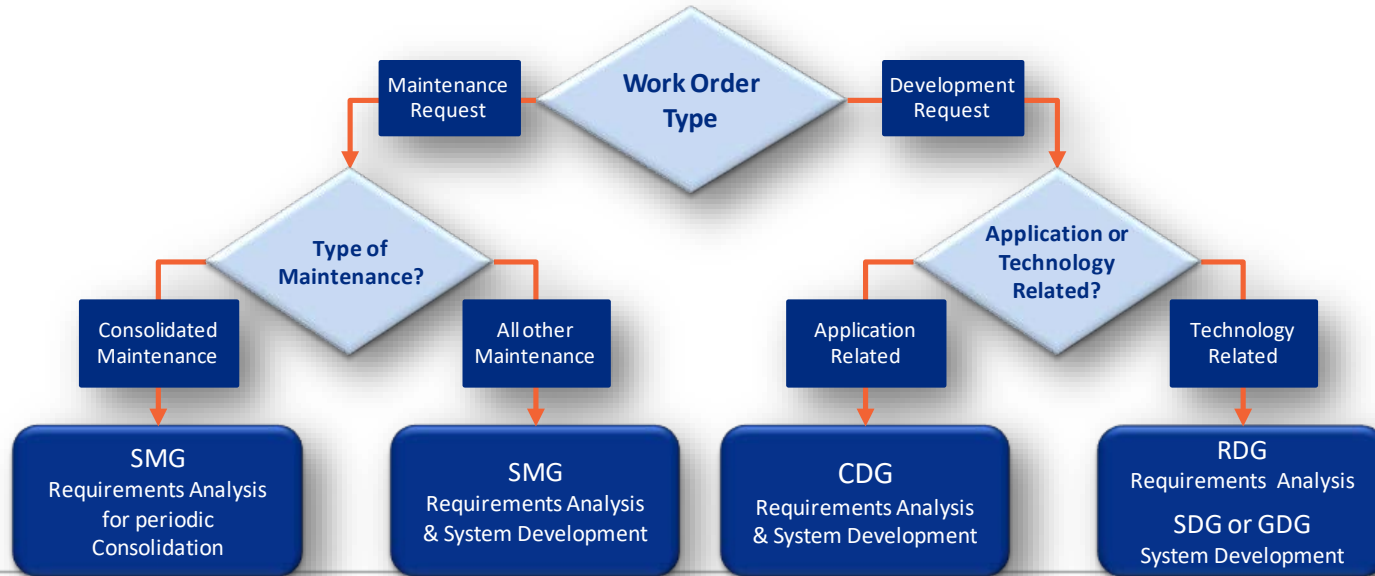 Maintenance
Request
Work Order
Type
Development
Request
Type of
Maintenance?
Application or
Technology
Related?
Consolidated
Maintenance
All other
Maintenance
Application
Related
Technology
Related
SMG
Requirements Analysis
for periodic
Consolidation
SMG
Requirements Analysis
& System Development
CDG
Requirements Analysis
& System Development
RDG
Requirements Analysis
SDG or GDG
System Development